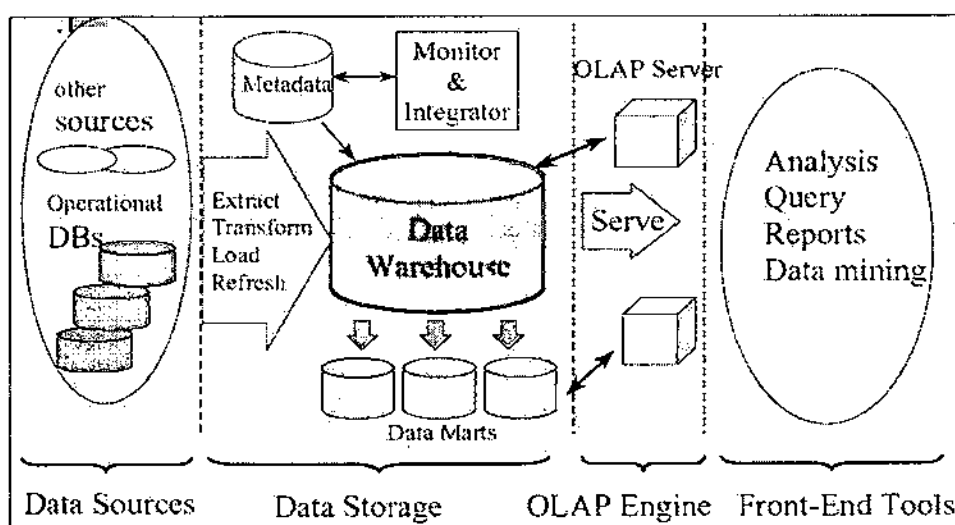 other
sources
Operational
DBs
Metadata
Monitor
&
Integrator
Extract
Transform
Load
Refresh
Data
Warehouse
Data Marts
OLAP Server
Serve
Analysis
Query
Reports
Data mining
Data Sources
Data Storage
OLAP Engine
Front-End Tools